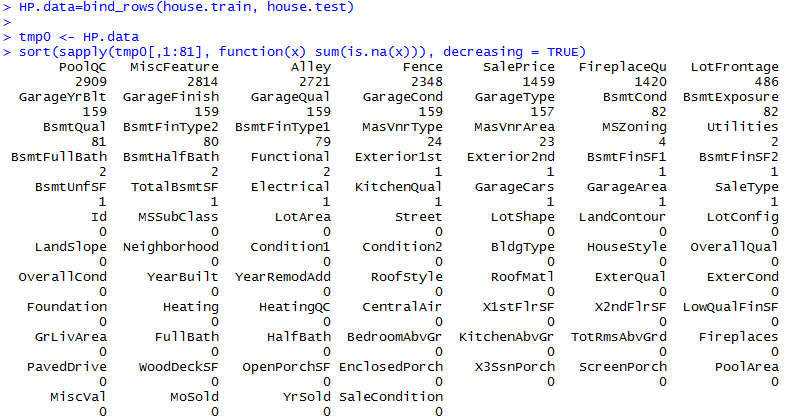 > HP.data=bind_rows(house.train, house.test)
>
> tmp0 <- HP.data
> sort(sapply(tmp0[,1:81], function(x) sum(is.na(x))), decreasing = TRUE)
PoolQC MiscFeature Alley Fence SalePrice FireplaceQu LotFrontage
2909 2814 2721 2348 1459 1420 486
GarageYrBlt GarageFinish GarageQual GarageCond GarageType BsmtCond BsmtExposure
159 159 159 159 157 82 82
BsmtQual BsmtFinType2 BsmtFinType1 MasVnrType MasVnrArea MSZoning Utilities
81 80 79 24 23 4 2
BsmtFullBath BsmtHalfBath Functional Exterior1st Exterior2nd BsmtFinSF1 BsmtFinSF2
2 2 2 1 1 1 1
BsmtUnfSF TotalBsmtSF Electrical KitchenQual GarageCars GarageArea SaleType
1 1 1 1 1 1 1
Id MSSubClass LotArea Street LotShape LandContour LotConfig
0 0 0 0 0 0 0
LandSlope Neighborhood Condition1 Condition2 BldgType HouseStyle OverallQual
0 0 0 0 0 0 0
OverallCond YearBuilt YearRemodAdd RoofStyle RoofMatl ExterQual ExterCond
0 0 0 0 0 0 0
Foundation Heating HeatingQC CentralAir X1stFlrSF X2ndFlrSF LowQualFinSF
0 0 0 0 0 0 0
GrLivArea FullBath HalfBath BedroomAbvGr KitchenAbvGr TotRmsAbvGrd Fireplaces
0 0 0 0 0 0 0
PavedDrive WoodDeckSF OpenPorchSF EnclosedPorch X3SsnPorch ScreenPorch PoolArea
0 0 0 0 0 0 0
MiscVal MoSold YrSold SaleCondition
0 0 0 0